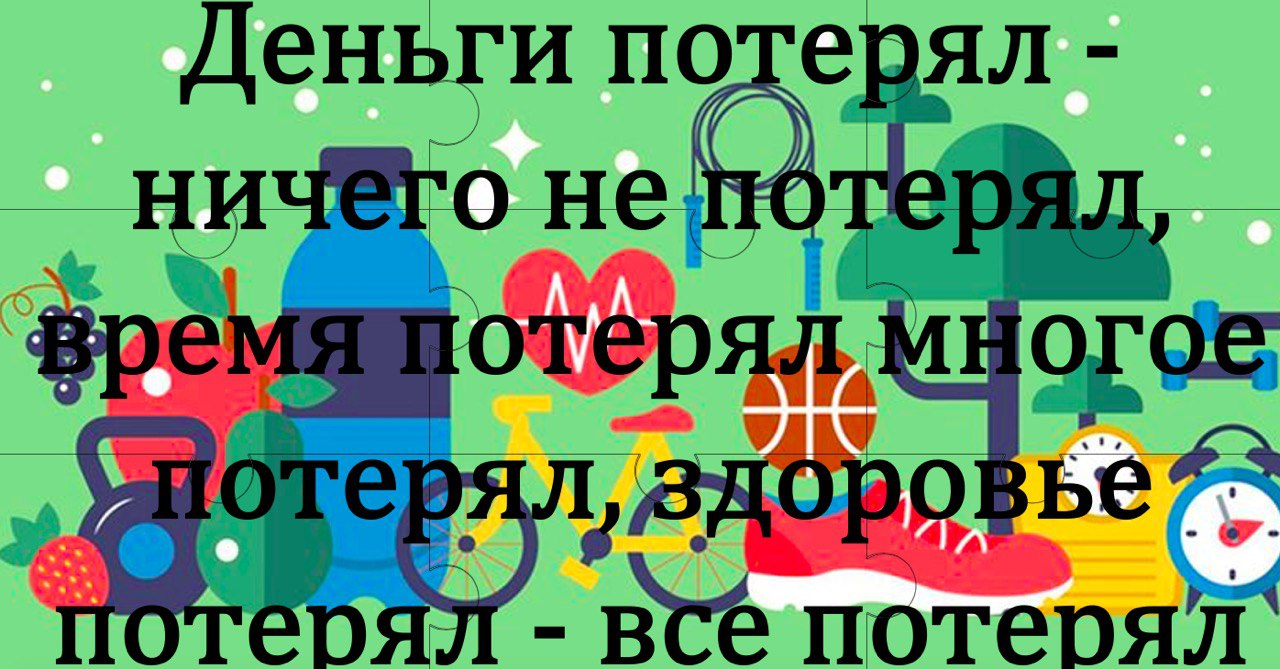 Деньги потерял -
ничего не потерял,
время потерял многое
потерял, здоровье
потерял - все потерял